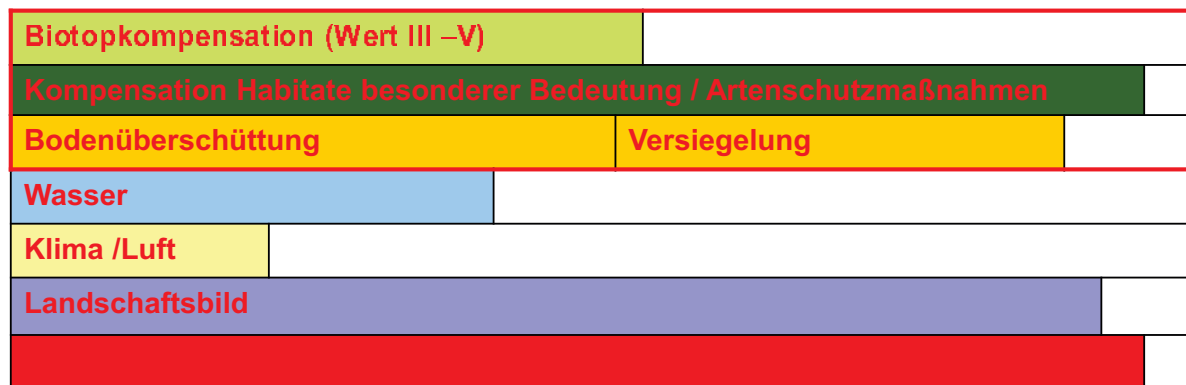 Biotopkompensation (Wert III –V)
Kompensation Habitate besonderer Bedeutung / Artenschutzmaßnahmen
Bodenüberschüttung Versiegelung
Wasser
Klima /Luft
Landschaftsbild